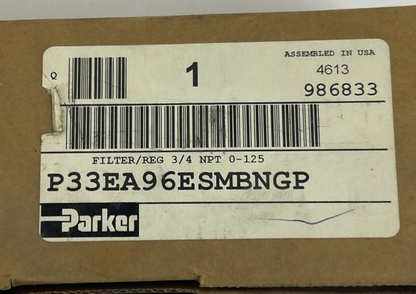 ASSEMBLED IN USA
Q 1 4613
986833
FILTER/REG 3/4 NPT 0-125
P33EA96ESMBNGP
Parker